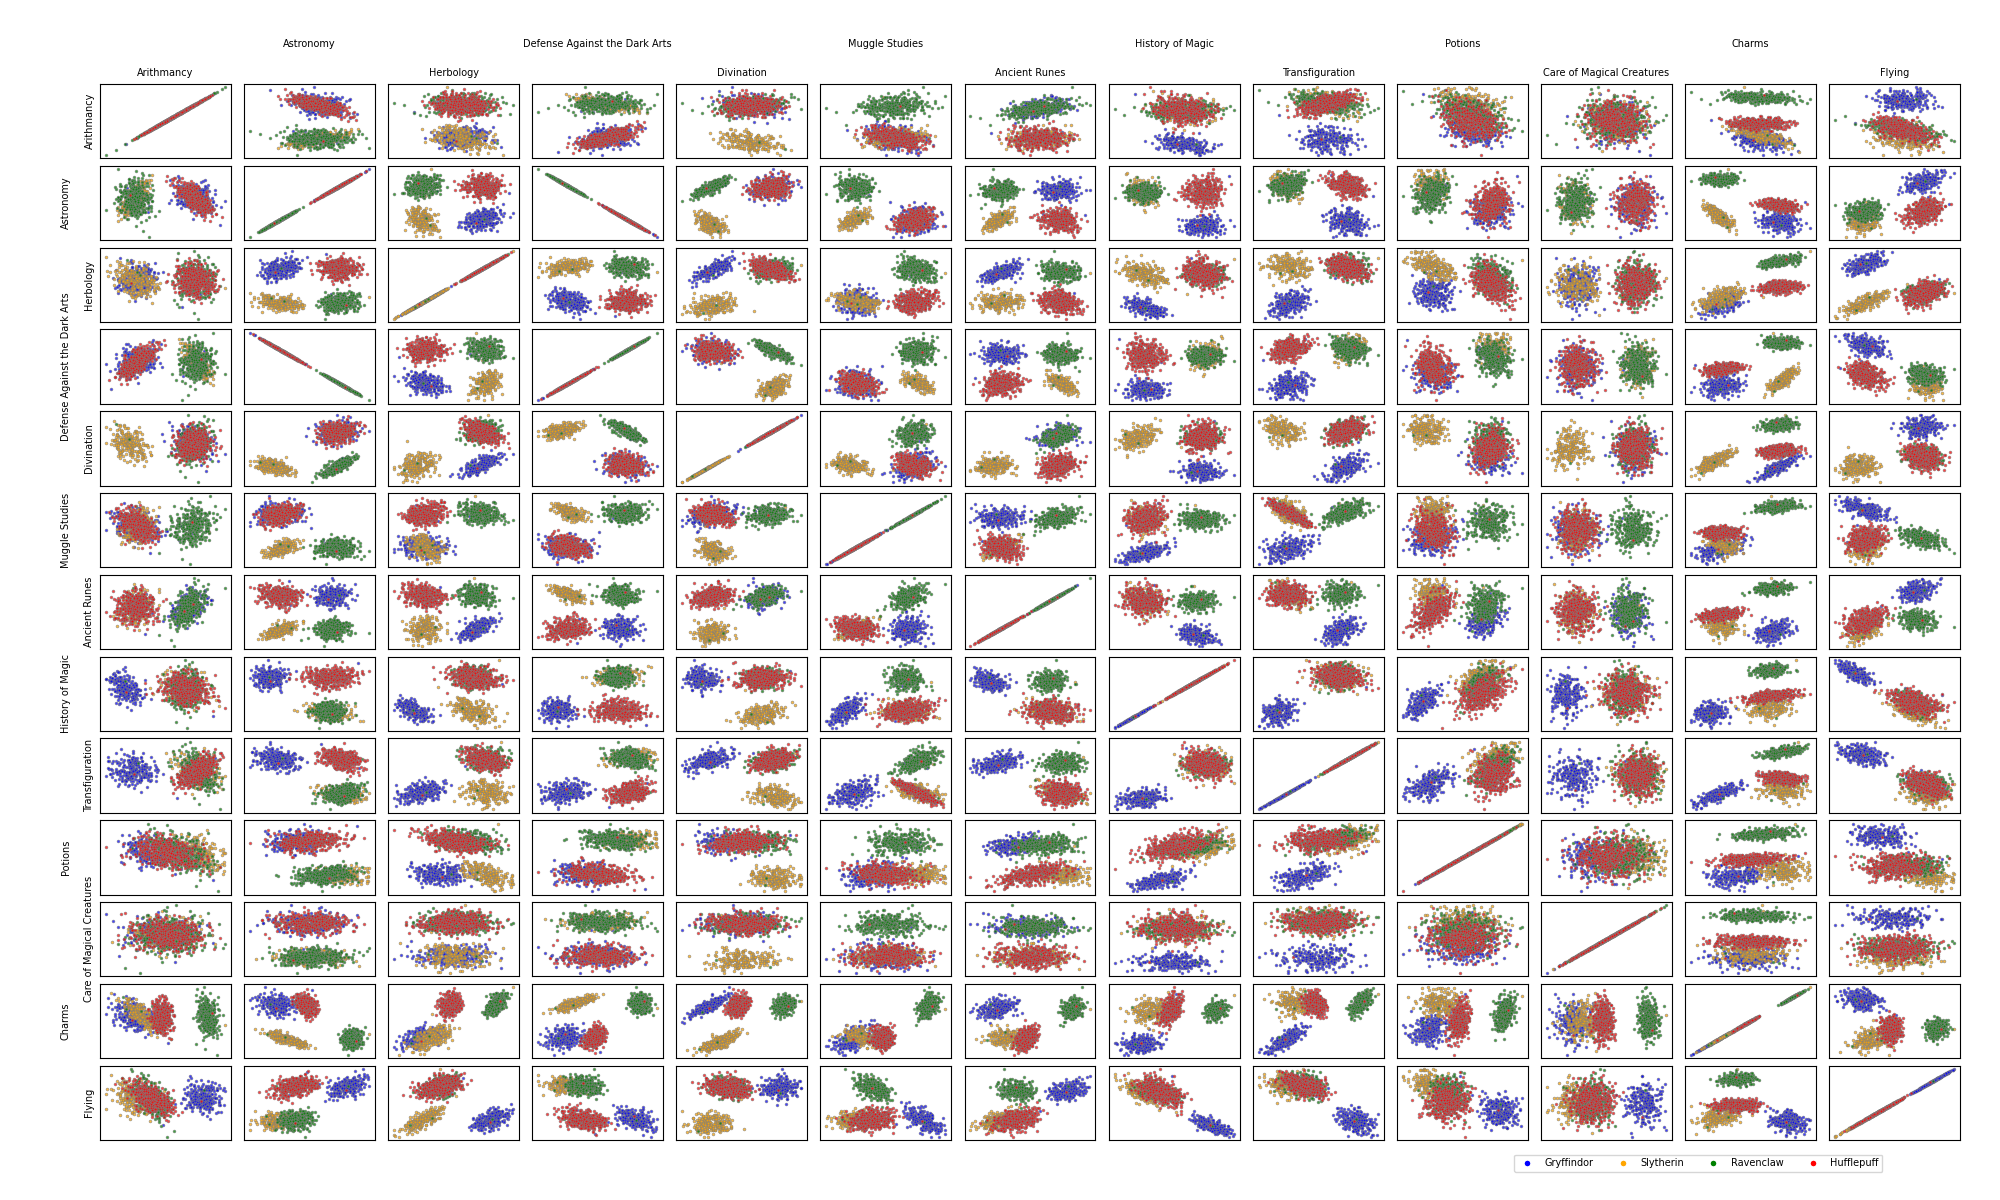 Astronomy Defense Against the Dark Arts Muggle Studies History of Magic Potions Charms
Arithmancy Herbology Divination Ancient Runes Transfiguration Care of Magical Creatures Flying
Arithmancy
Astronomy
Herbology
Defense Against the Dark Arts
Divination
Muggle Studies
Ancient Runes
History of Magic
Transfiguration
Potions
Care of Magical Creatures
Charms
Flying
Gryffindor Slytherin Ravenclaw Hufflepuff